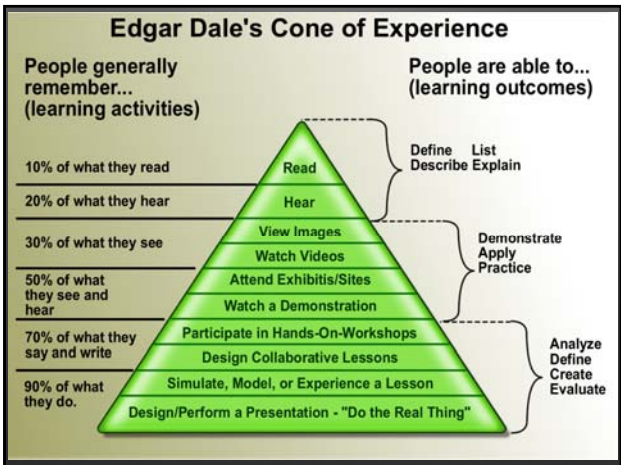 Edgar Dale's Cone of Experience
People generally
remember...
(learning activities)
People are able to...
(learning outcomes)
10% of what they read
20% of what they hear
30% of what they see
50% of what
they see and
hear
70% of what they
say and write
90% of what
they do.
Read
Hear
View Images
Watch Videos
Attend Exhibitis/Sites
Watch a Demonstration
Participate in Hands-On-Workshops
Design Collaborative Lessons
Simulate, Model, or Experience a Lesson
Design/Perform a Presentation - "Do the Real Thing"
Define List
Describe Explain
Demonstrate
Apply
Practice
Analyze
Define
Create
Evaluate